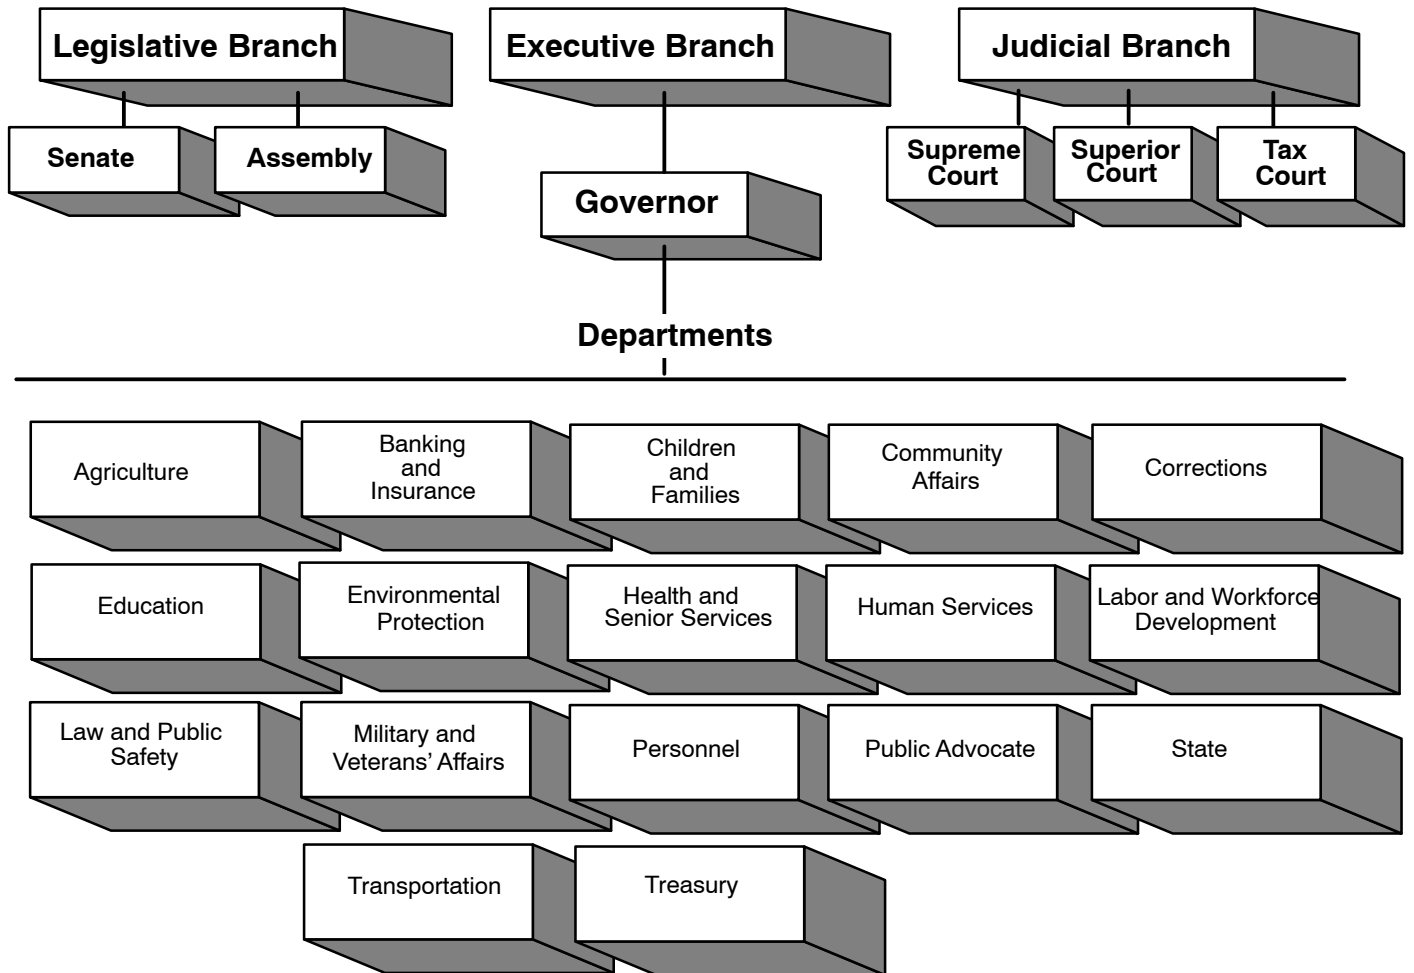 Legislative Branch
Executive Branch
Judicial Branch
Senate
Assembly
Governor
Supreme
Court
Superior
Court
Tax
Court
Departments
Agriculture
Banking
and
Insurance
Children
and
Families
Community
Affairs
Corrections
Education
Environmental
Protection
Health and
Senior Services
Human Services
Labor and Workforce
Development
Law and Public
Safety
Military and
Veterans’ Affairs
Personnel
Public Advocate
State
Transportation
Treasury